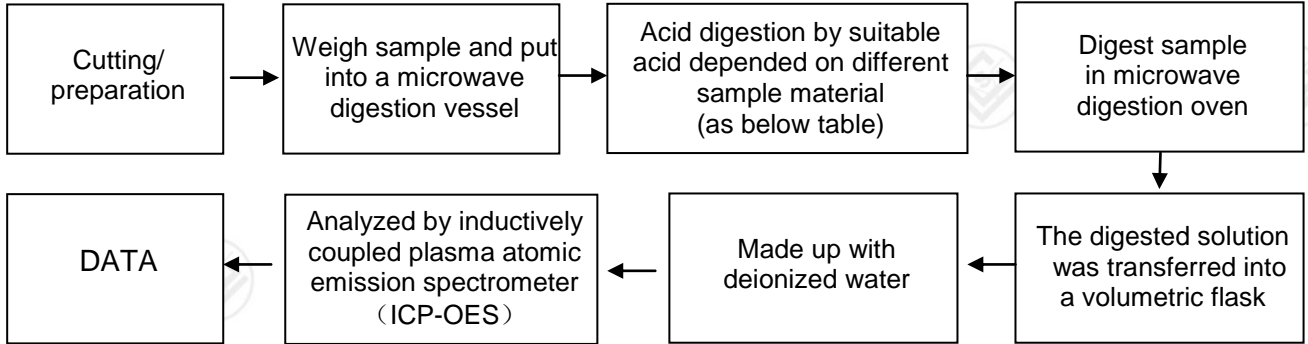 Cutting/
preparation
Weigh sample and put
into a microwave
digestion vessel
Acid digestion by suitable
acid depended on different
sample material
(as below table)
Digest sample
in microwave
digestion oven
The digested solution
was transferred into
a volumetric flask
Made up with
deionized water
Analyzed by inductively
coupled plasma atomic
emission spectrometer
（ICP-OES）
DATA